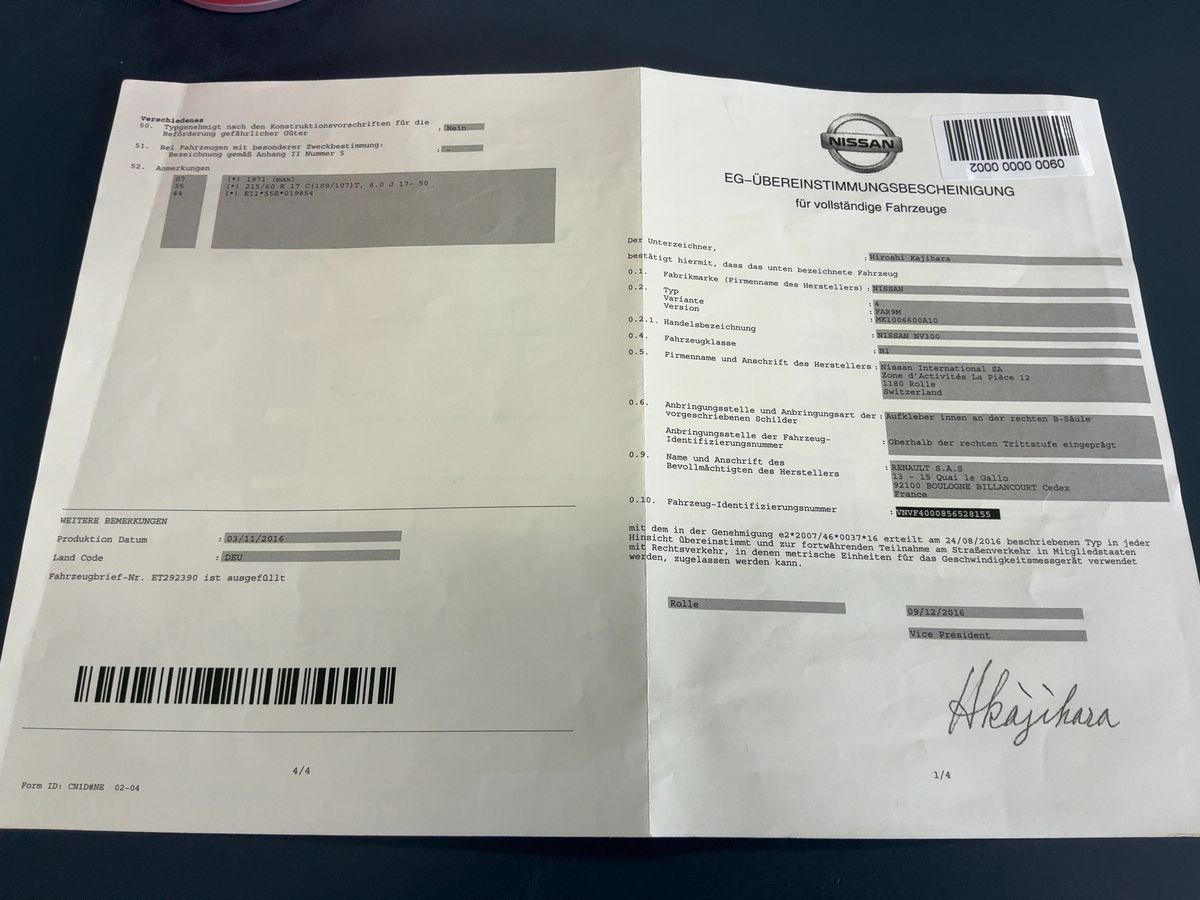 Verschiedenes
50. Typgenehmigt nach den Konstruktionsvorschriften für die : Nein
Beförderung gefährlicher Güter
51. Bei Fahrzeugen mit besonderer Zweckbestimmung: : -
Bezeichnung gemäß Anhang II Nummer 5
52. Anmerkungen
07 (*) 1971 (max)
35 (*) 215/60 R 17 C(109/107)T, 6.0 J 17- 50
44 (*) E11*55R*019854
WEITERE BEMERKUNGEN
Produktion Datum : 03/11/2016
Land Code : DEU
Fahrzeugbrief-Nr. ET292390 ist ausgefüllt
4/4
Form ID: CN1D#NE 02-04
NISSAN
0900 0000 0002
EG-ÜBEREINSTIMMUNGSBESCHEINIGUNG
für vollständige Fahrzeuge
Der Unterzeichner, : Hiroshi Kajihara
bestätigt hiermit, dass das unten bezeichnete Fahrzeug
0.1. Fabrikmarke (Firmenname des Herstellers) : NISSAN
0.2. Typ : 4
Variante : FAR9M
Version : MK1006600A10
0.2.1. Handelsbezeichnung : NISSAN NV300
0.4. Fahrzeugklasse : N1
0.5. Firmenname und Anschrift des Herstellers : Nissan International SA
Zone d'Activités La Pièce 12
1180 Rolle
Switzerland
0.6. Anbringungsstelle und Anbringungsart der : Aufkleber innen an der rechten B-Säule
vorgeschriebenen Schilder
Anbringungsstelle der Fahrzeug- : Oberhalb der rechten Trittstufe eingeprägt
Identifizierungsnummer
0.9. Name und Anschrift des : RENAULT S.A.S
Bevollmächtigten des Herstellers 13 - 15 Quai le Gallo
92100 BOULOGNE BILLANCOURT Cedex
France
0.10. Fahrzeug-Identifizierungsnummer : VNVF4000856528155
mit dem in der Genehmigung e2*2007/46*0037*16 erteilt am 24/08/2016 beschriebenen Typ in jeder
Hinsicht übereinstimmt und zur fortwährenden Teilnahme am Straßenverkehr in Mitgliedstaaten
mit Rechtsverkehr, in denen metrische Einheiten für das Geschwindigkeitsmessgerät verwendet
werden, zugelassen werden kann.
Rolle 09/12/2016
Vice President
Hkajihara
1/4